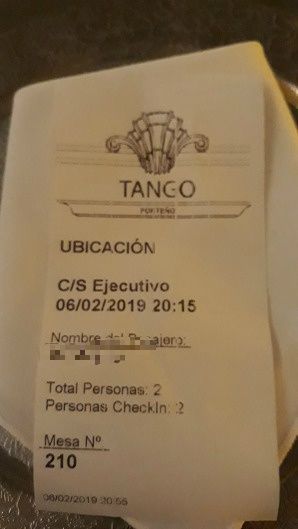 TANGO
PORTEÑO
UBICACIÓN
C/S Ejecutivo
06/02/2019 20:15
Nombre del Pasajero:
Total Personas: 2
Personas CheckIn: 2
Mesa Nº
210
06/02/2019 20:56